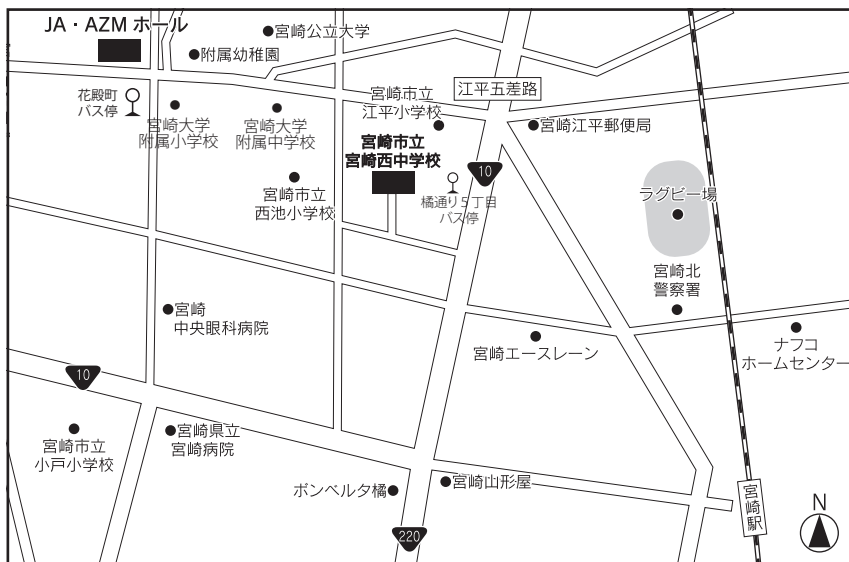 JA・AZM ホール
宮崎公立大学
附属幼稚園
花殿町
バス停
宮崎大学
附属小学校
宮崎大学
附属中学校
宮崎市立
江平小学校
江平五差路
宮崎江平郵便局
宮崎市立
宮崎西中学校
10
橘通り5丁目
バス停
宮崎市立
西池小学校
ラグビー場
宮崎北
警察署
宮崎
中央眼科病院
宮崎エースレーン
ナフコ
ホームセンター
10
宮崎市立
小戸小学校
宮崎県立
宮崎病院
ボンベルタ橘
宮崎山形屋
220
宮崎駅
N